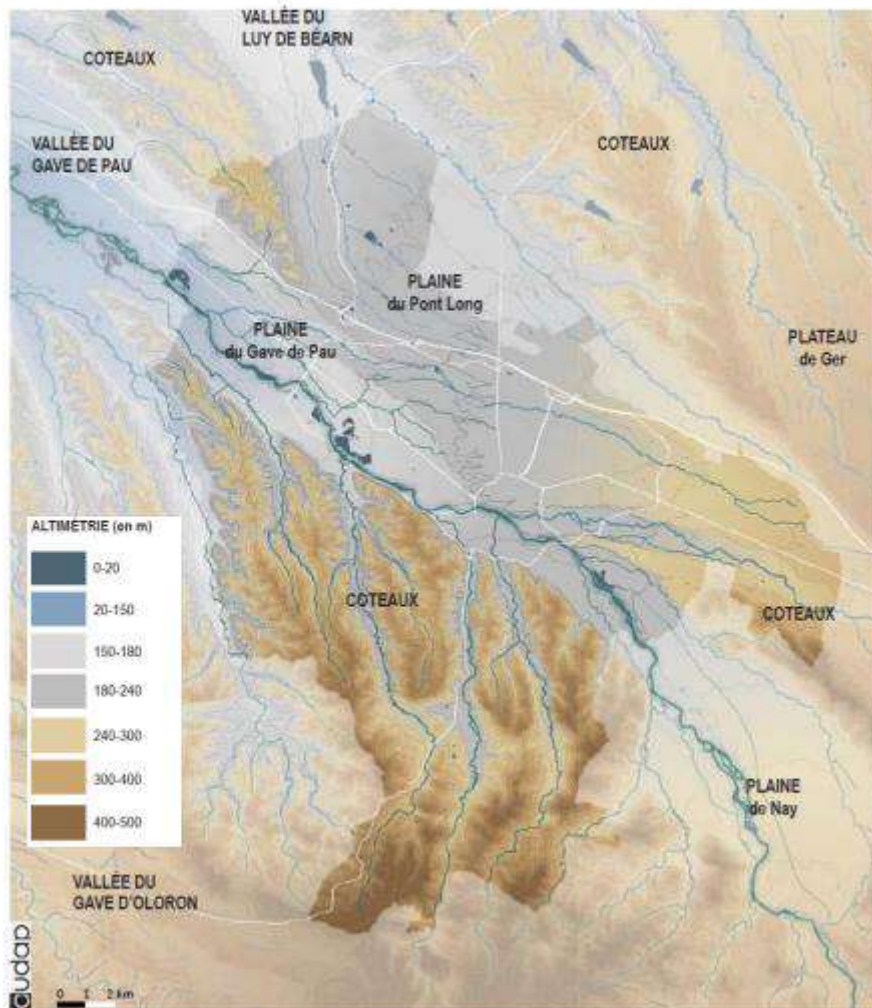 VALLÉE DU
LUY DE BÉARN
COTEAUX
VALLÉE DU
GAVE DE PAU
COTEAUX
PLAINE
du Pont Long
PLAINE
du Gave de Pau
PLATEAU
de Ger
ALTIMÉTRIE (en m)
0-20
20-150
150-180
180-240
240-300
300-400
400-500
COTEAUX
COTEAUX
PLAINE
de Nay
VALLÉE DU
GAVE D'OLORON
audap
0 1 2 km